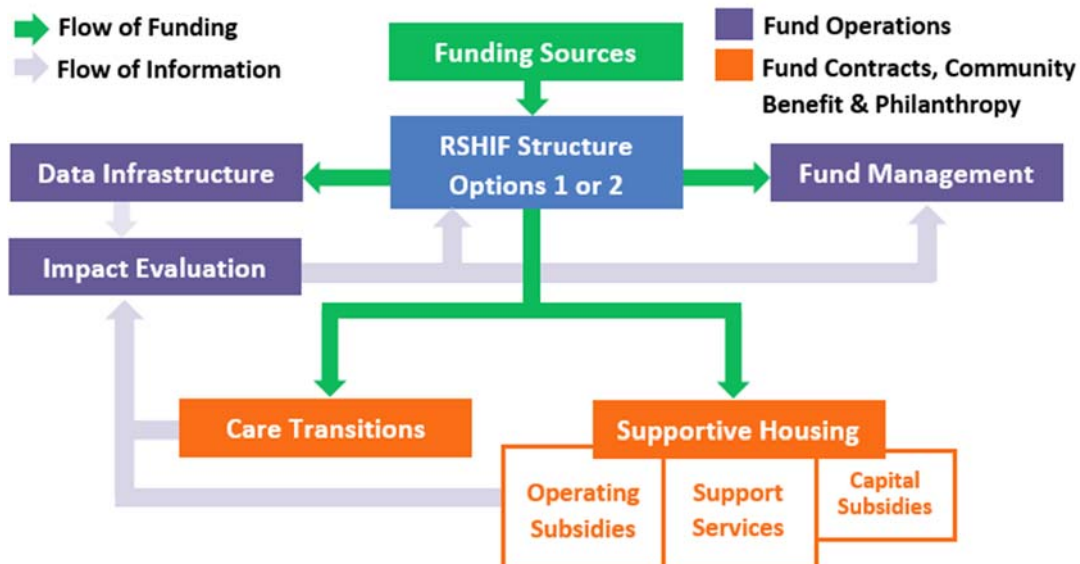 Flow of Funding
Flow of Information
Funding Sources
Fund Operations
Fund Contracts, Community
Benefit & Philanthropy
Data Infrastructure
RSHIF Structure
Options 1 or 2
Fund Management
Impact Evaluation
Care Transitions
Supportive Housing
Operating
Subsidies
Support
Services
Capital
Subsidies